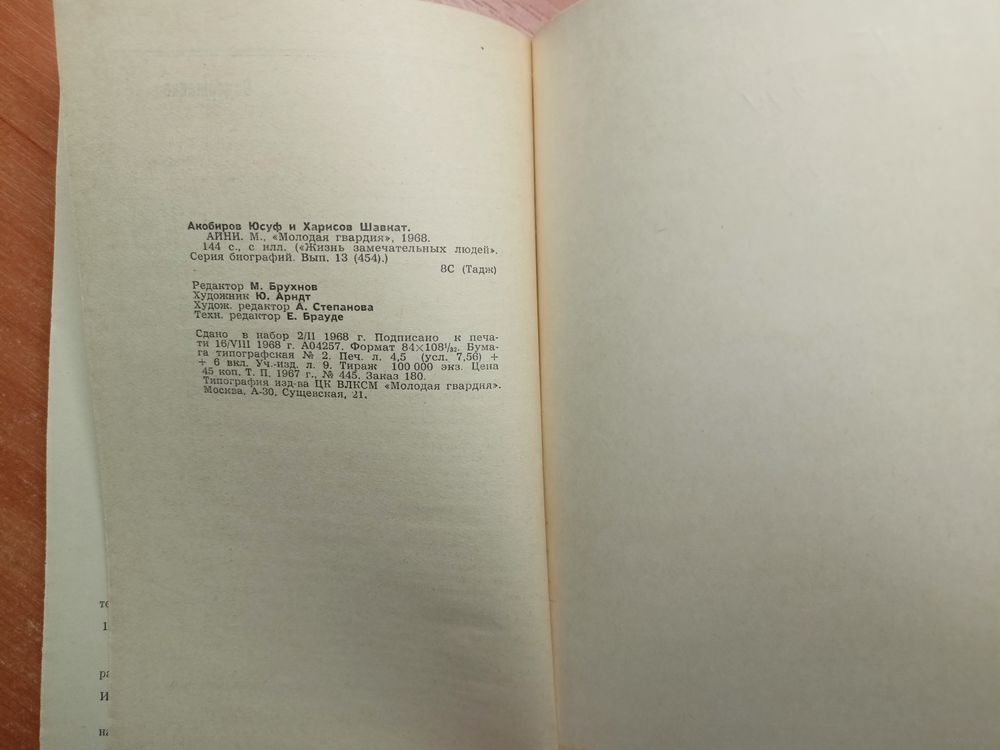 Акобиров Юсуф и Харисов Шавкат.
АЙНИ. М., «Молодая гвардия», 1968.
144 с., с илл. («Жизнь замечательных людей».
Серия биографий. Вып. 13 (454).)
8С (Тадж)
Редактор М. Брухнов
Художник Ю. Арндт
Худож. редактор А. Степанова
Техн. редактор Е. Брауде
Сдано в набор 2/II 1968 г. Подписано к печа-
ти 16/VIII 1968 г. А04257. Формат 84×108¹/₃₂. Бума-
га типографская № 2. Печ. л. 4,5 (усл. 7,56) +
+ 6 вкл. Уч.-изд. л. 9. Тираж 100 000 экз. Цена
45 коп. Т. П. 1967 г., № 445. Заказ 180.
Типография изд-ва ЦК ВЛКСМ «Молодая гвардия».
Москва, А-30, Сущевская, 21.